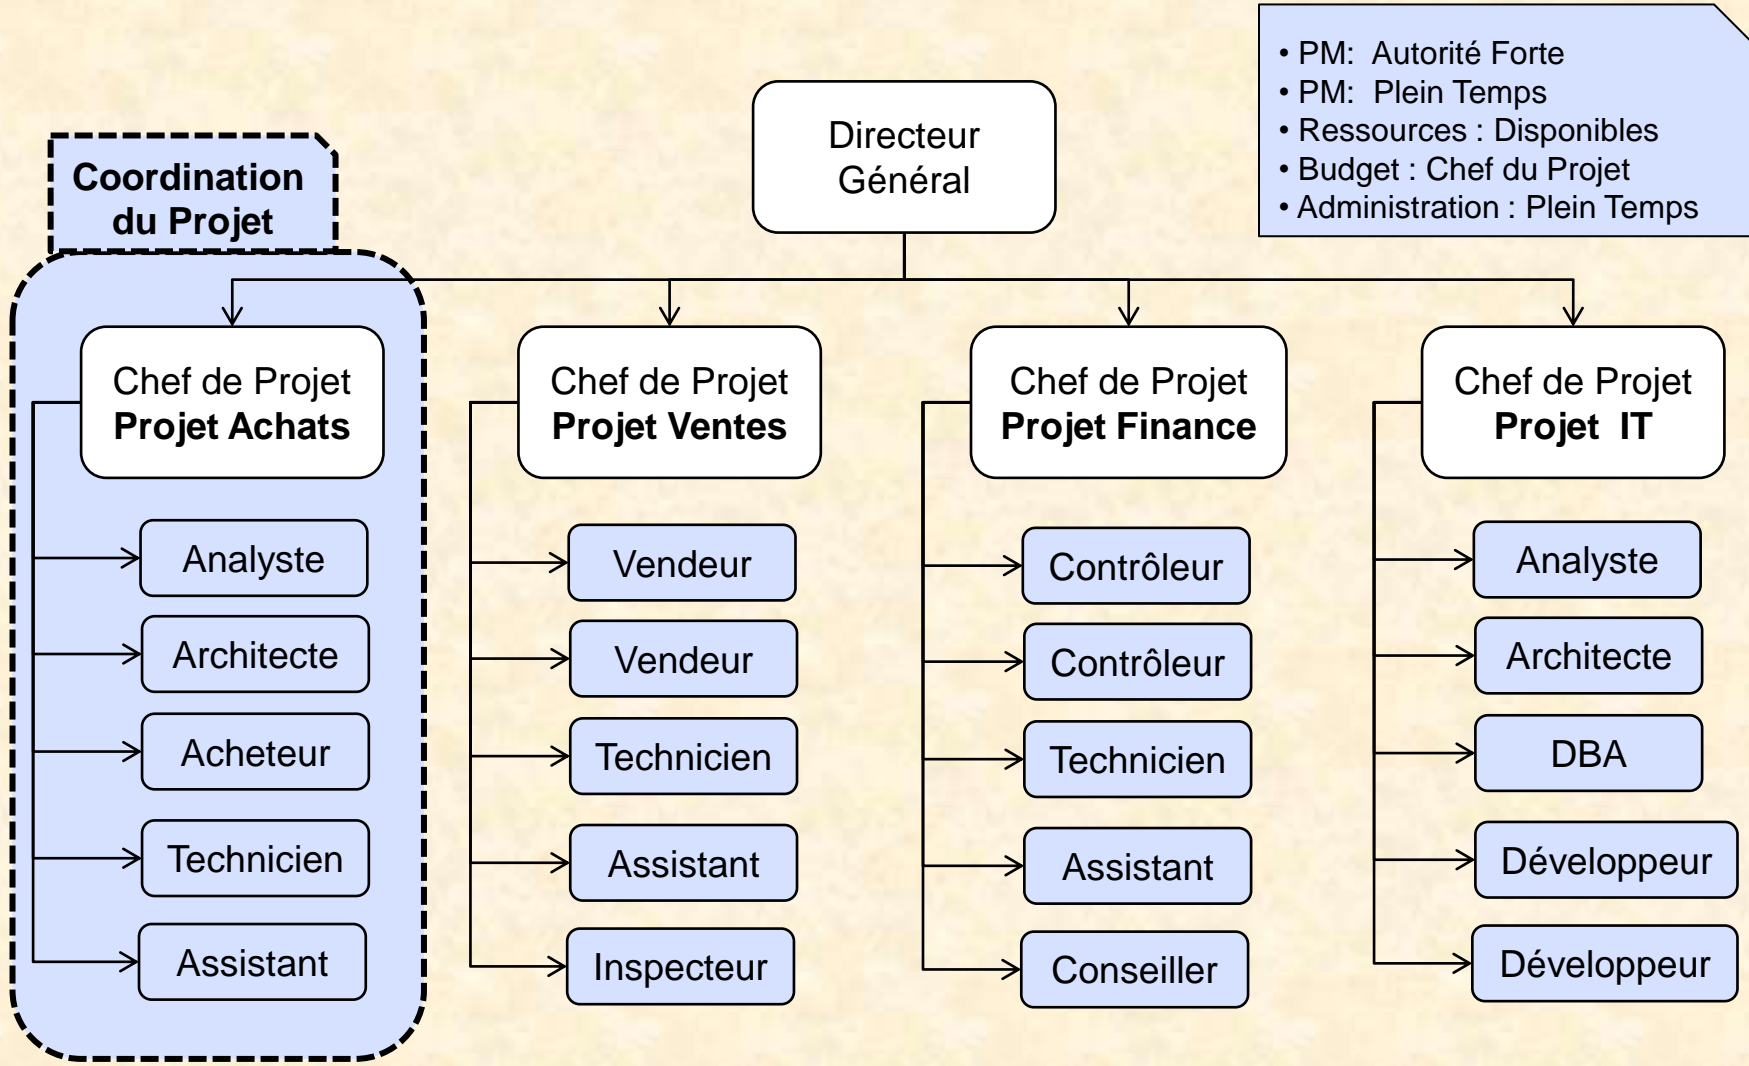 • PM:  Autorité Forte
• PM:  Plein Temps
• Ressources : Disponibles
• Budget : Chef du Projet
• Administration : Plein Temps
Directeur
Général
Coordination
du Projet
Chef de Projet
Projet Achats
Analyste
Architecte
Acheteur
Technicien
Assistant
Chef de Projet
Projet Ventes
Vendeur
Vendeur
Technicien
Assistant
Inspecteur
Chef de Projet
Projet Finance
Contrôleur
Contrôleur
Technicien
Assistant
Conseiller
Chef de Projet
Projet  IT
Analyste
Architecte
DBA
Développeur
Développeur